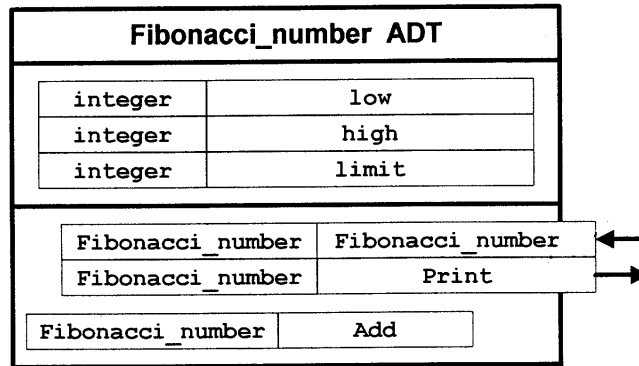 Fibonacci_number ADT
integer low
integer high
integer limit
Fibonacci_number Fibonacci_number
Fibonacci_number Print
Fibonacci_number Add